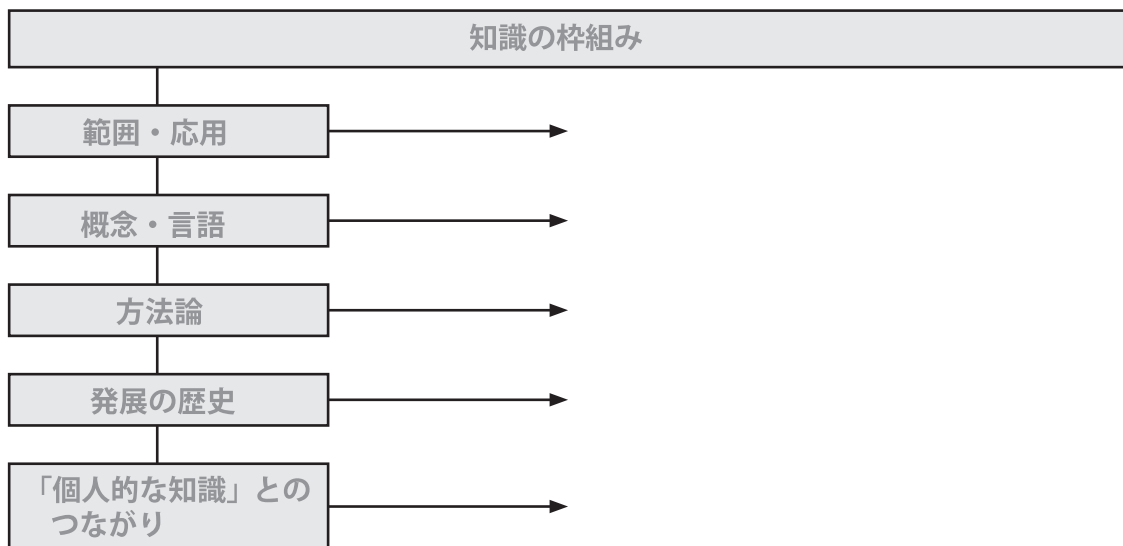 知識の枠組み
範囲・応用
概念・言語
方法論
発展の歴史
「個人的な知識」との
つながり